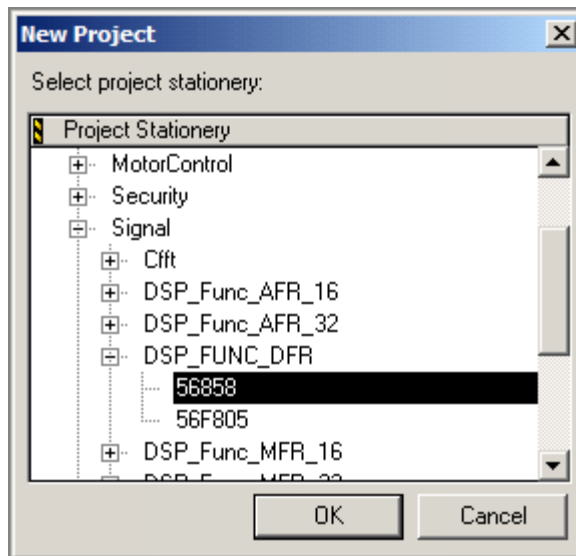 New Project
Select project stationery:
Project Stationery
MotorControl
Security
Signal
Cfft
DSP_Func_AFR_16
DSP_Func_AFR_32
DSP_FUNC_DFR
56858
56F805
DSP_Func_MFR_16
OK
Cancel